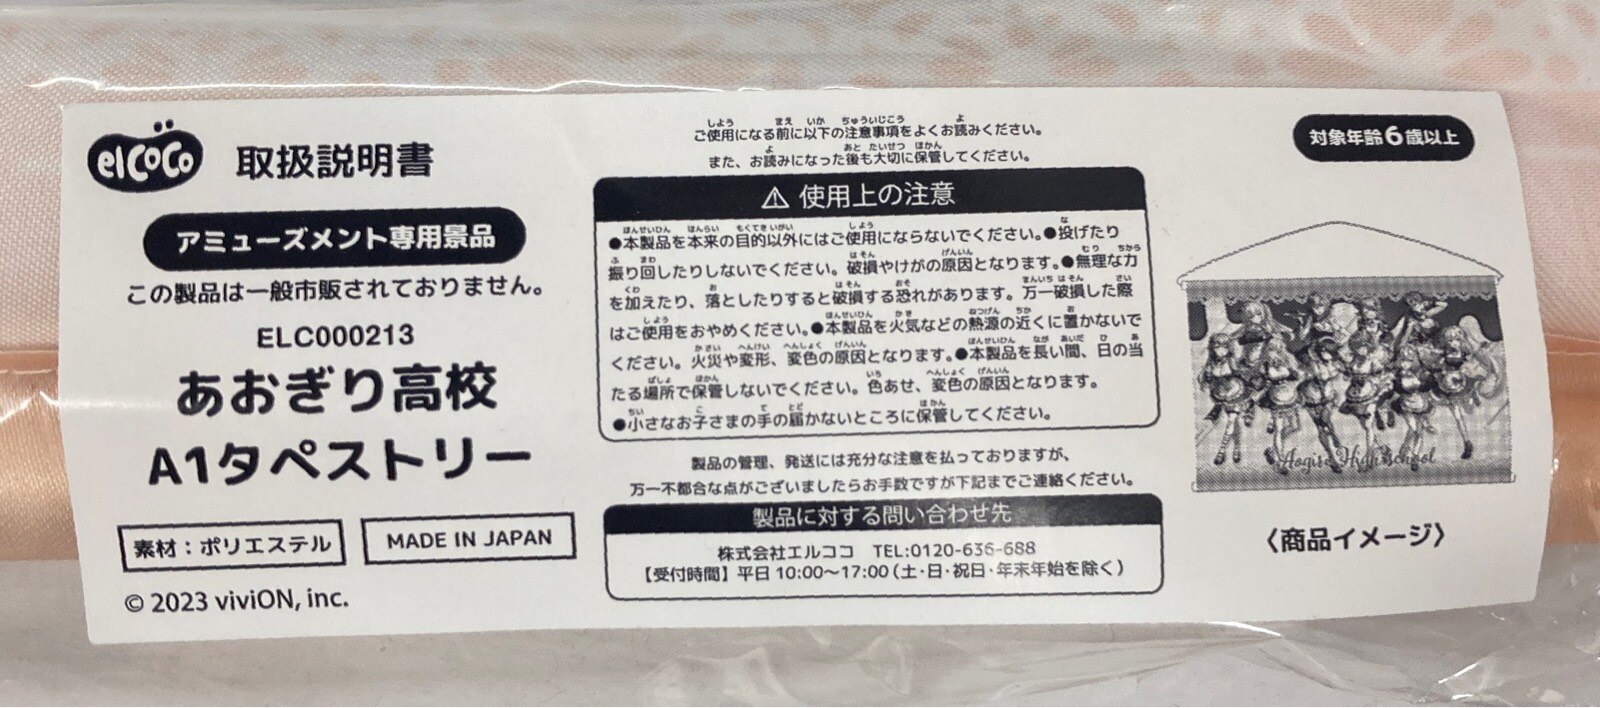 elcoco 取扱説明書
アミューズメント専用景品
この製品は一般市販されておりません。
ELC000213
あおぎり高校
A1タペストリー
素材：ポリエステル
MADE IN JAPAN
© 2023 viviON, inc.
ご使用になる前に以下の注意事項をよくお読みください。
また、お読みになった後も大切に保管してください。
⚠ 使用上の注意
●本製品を本来の目的以外にはご使用にならないでください。●投げたり
振り回したりしないでください。破損やけがの原因となります。●無理な力
を加えたり、落としたりすると破損する恐れがあります。万一破損した際
はご使用をおやめください。●本製品を火気などの熱源の近くに置かないで
ください。火災や変形、変色の原因となります。●本製品を長い間、日の当
たる場所で保管しないでください。色あせ、変色の原因となります。
●小さなお子さまの手の届かないところに保管してください。
製品の管理、発送には充分な注意を払っておりますが、
万一不都合な点がございましたらお手数ですが下記までご連絡ください。
製品に対する問い合わせ先
株式会社エルココ TEL:0120-636-688
【受付時間】平日 10:00～17:00（土・日・祝日・年末年始を除く）
対象年齢6歳以上
Aogiri High school
〈商品イメージ〉